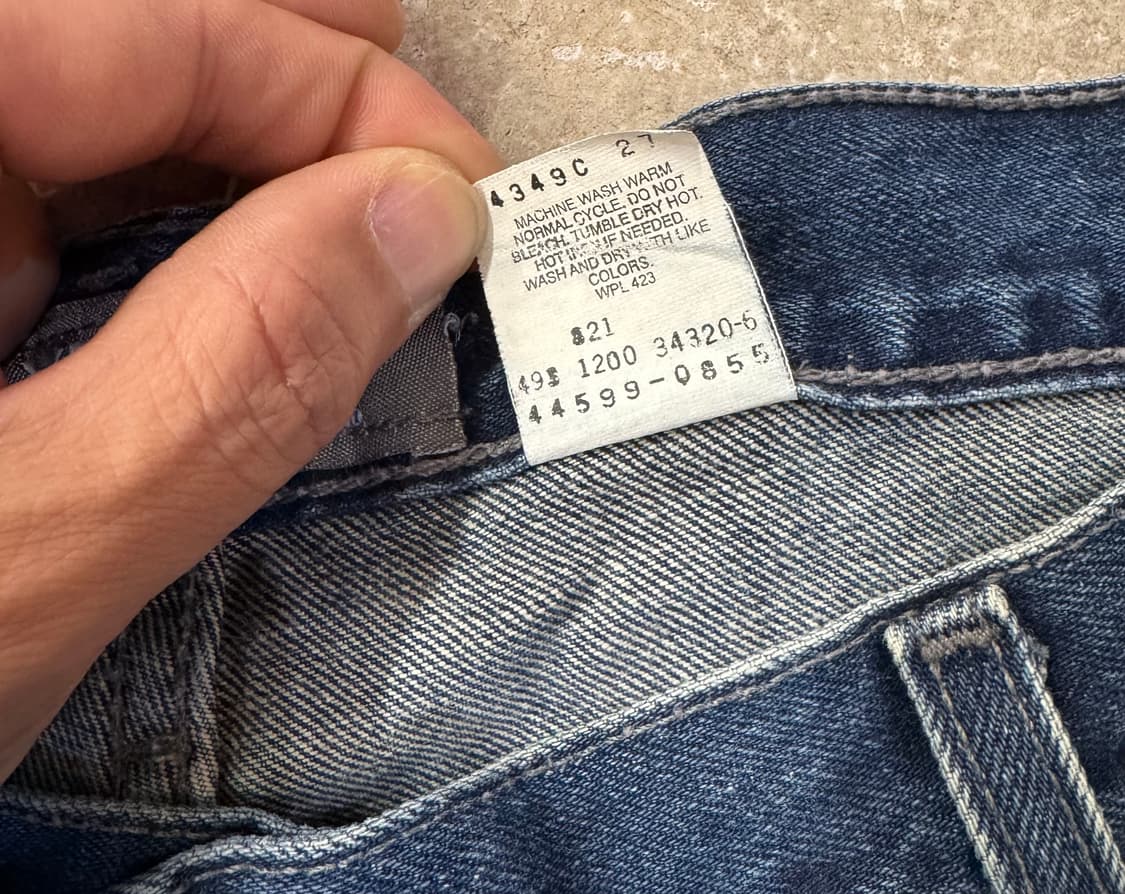 4349C 27
MACHINE WASH WARM
NORMAL CYCLE. DO NOT
BLEACH. TUMBLE DRY HOT.
HOT IF NEEDED.
WASH AND DRY WITH LIKE
COLORS.
WPL 423
821
1200 34320-6
44599-0855